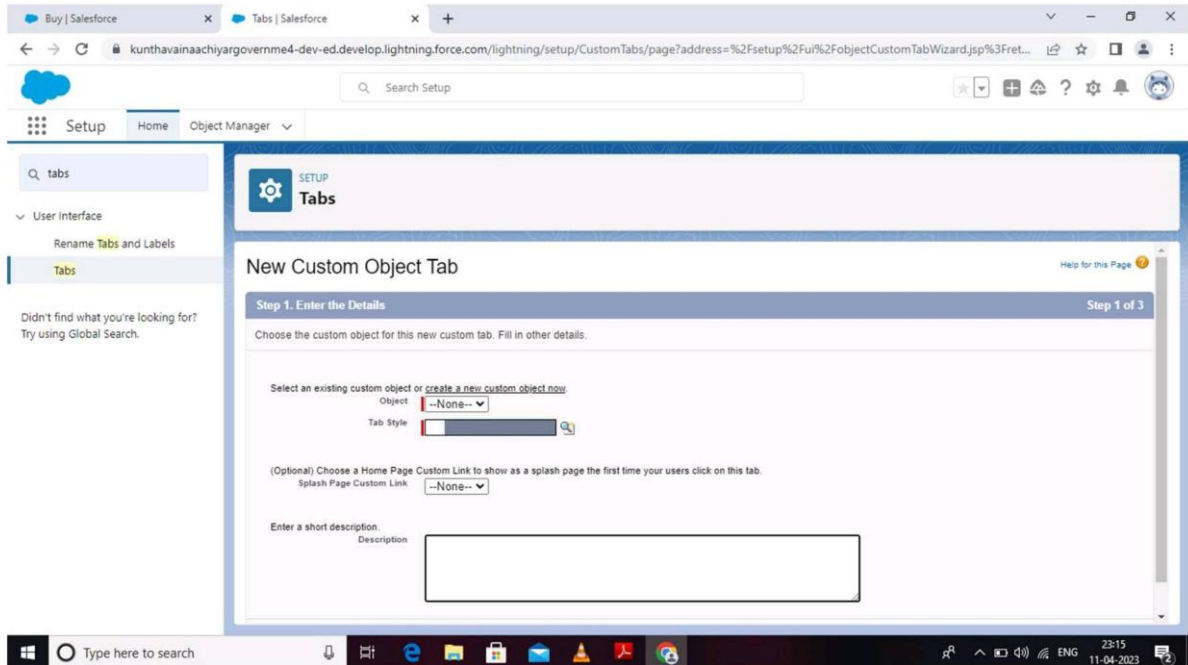 Buy | Salesforce
Tabs | Salesforce
kunthavainaachiyargovernme4-dev-ed.develop.lightning.force.com/lightning/setup/CustomTabs/page?address=%2Fsetup%2Fui%2FobjectCustomTabWizard.jsp%3Fret...
Search Setup
Setup
Home
Object Manager
tabs
User Interface
Rename Tabs and Labels
Tabs
Didn't find what you're looking for?
Try using Global Search.
SETUP
Tabs
New Custom Object Tab
Help for this Page
Step 1. Enter the Details
Step 1 of 3
Choose the custom object for this new custom tab. Fill in other details.
Select an existing custom object or create a new custom object now.
Object
--None--
Tab Style
(Optional) Choose a Home Page Custom Link to show as a splash page the first time your users click on this tab.
Splash Page Custom Link
--None--
Enter a short description.
Description
Type here to search
ENG
23:15
11-04-2023
2